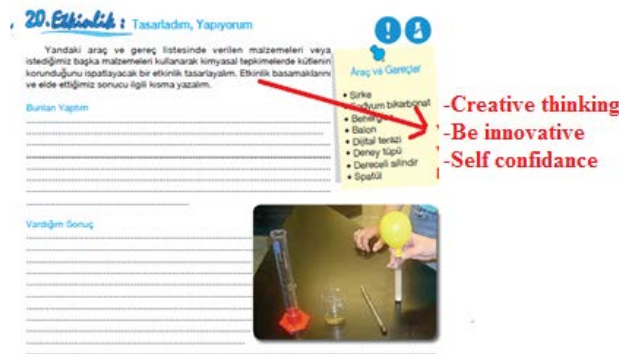 20.Etkinlik : Tasarladım, Yapıyorum
Yandaki araç ve gereç listesinde verilen malzemeleri veya
istediğimiz başka malzemeleri kullanarak kimyasal tepkimelerde kütlenin
korunduğunu ispatlayacak bir etkinlik tasarlayalım. Etkinlik basamaklarını
ve elde ettiğimiz sonucu ilgili kısma yazalım.
Bunları Yaptım
Vardığım Sonuç
Araç ve Gereçler
• Sirke
• Sodyum bikarbonat
• Beherglas
• Balon
• Dijital terazi
• Deney tüpü
• Dereceli silindir
• Spatül
-Creative thinking
-Be innovative
-Self confidance